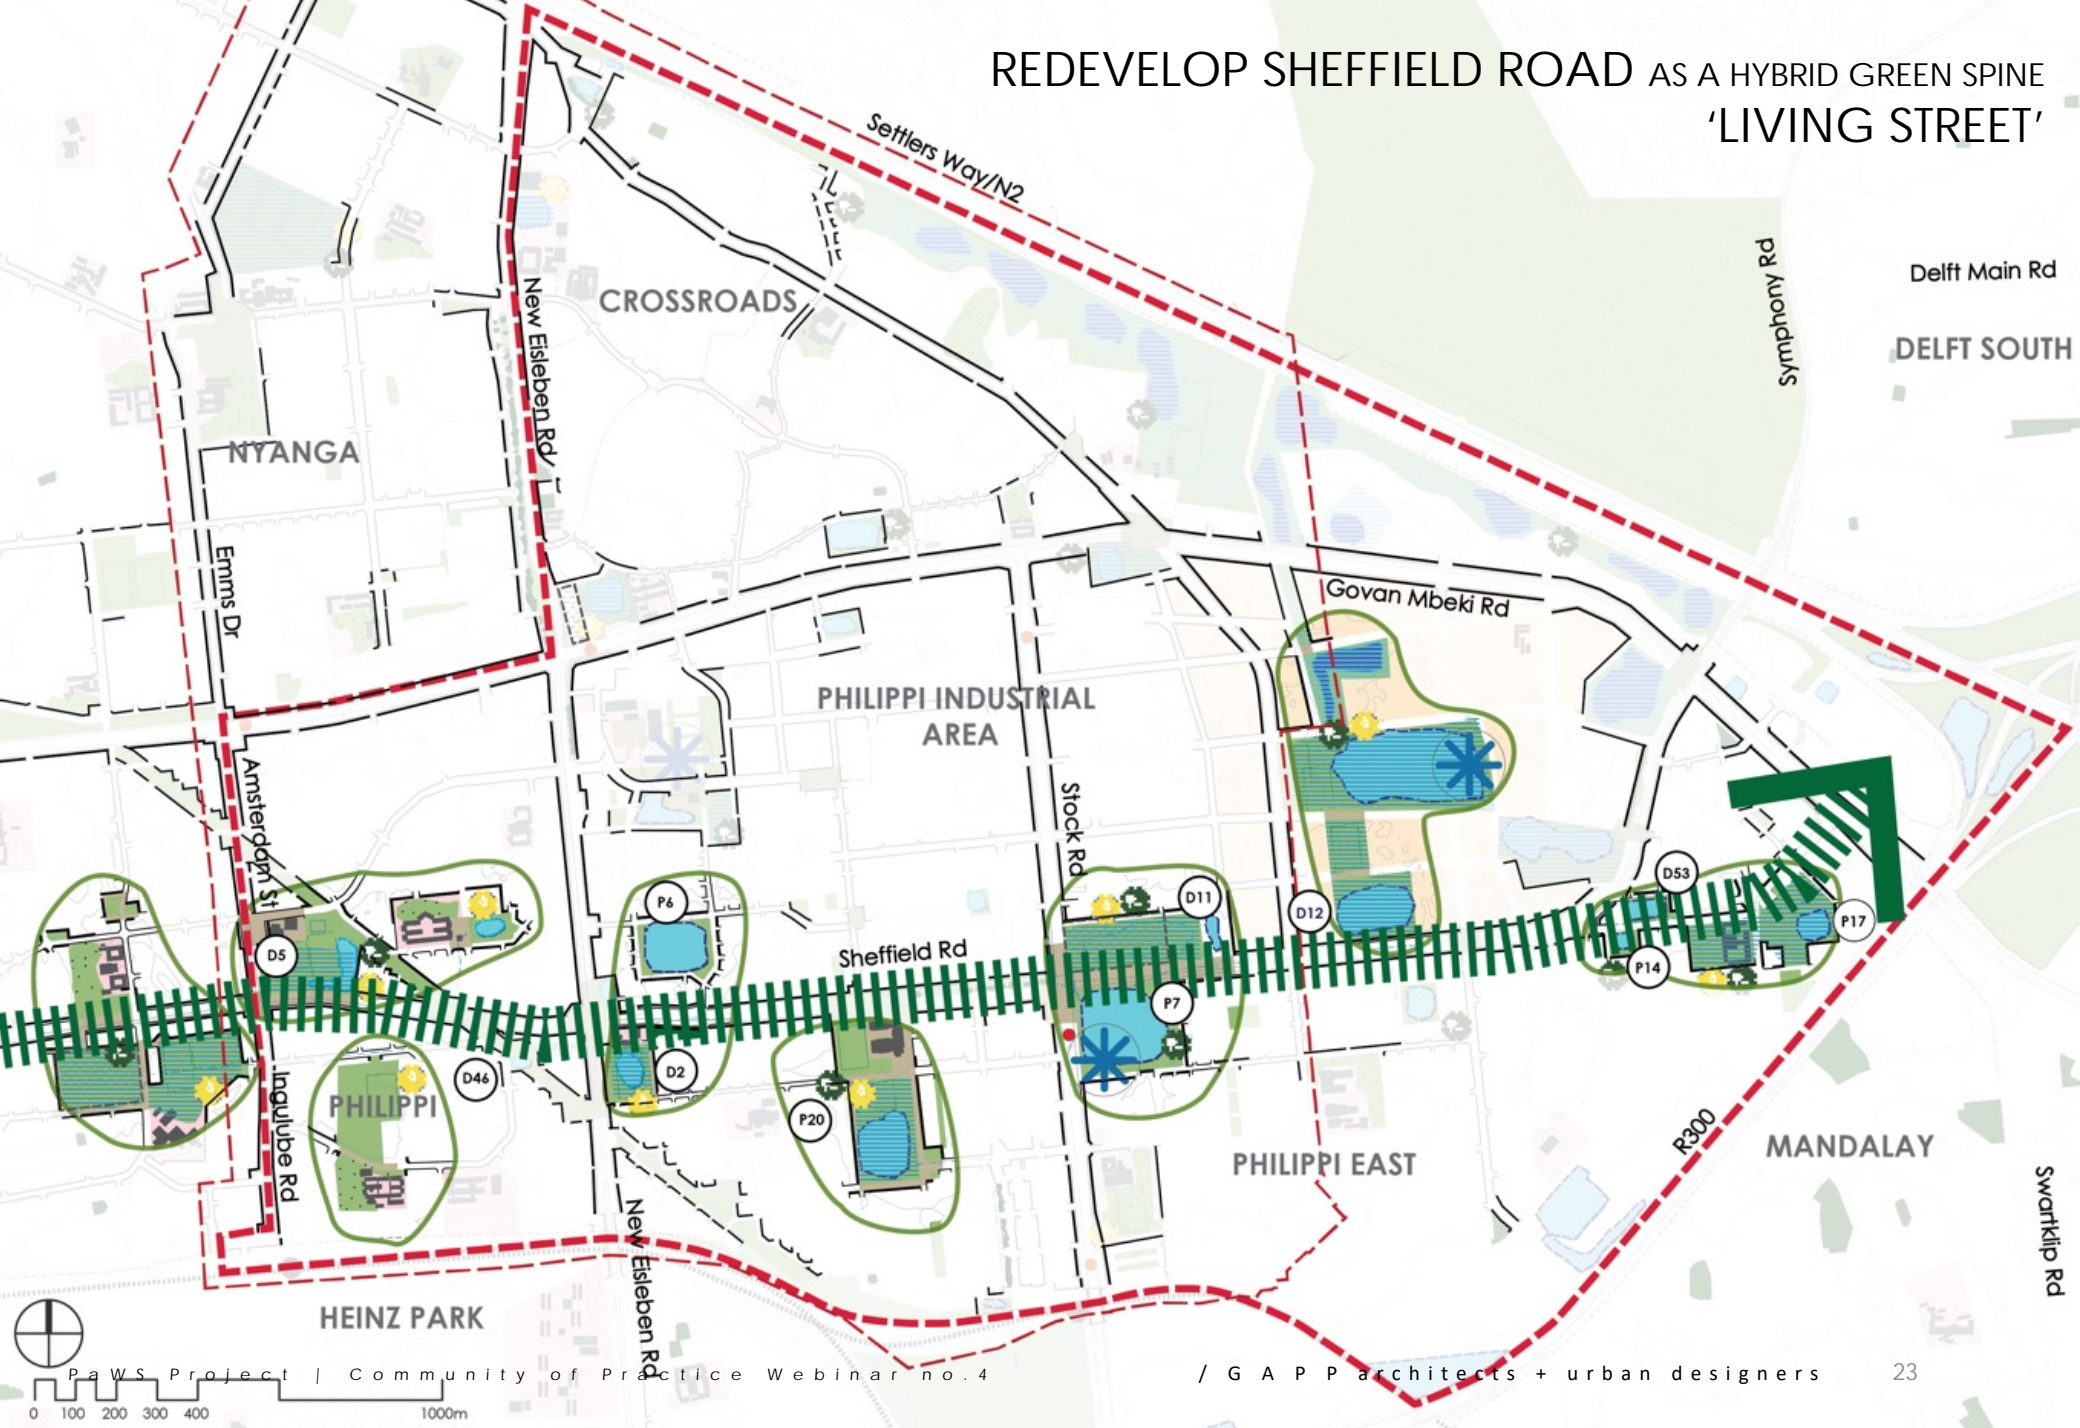 REDEVELOP SHEFFIELD ROAD AS A HYBRID GREEN SPINE
‘LIVING STREET’
Settlers Way/N2
Symphony Rd
Delft Main Rd
DELFT SOUTH
New Eisleben Rd
CROSSROADS
NYANGA
Emms Dr
Govan Mbeki Rd
PHILIPPI INDUSTRIAL
AREA
Amsterdam St
Stock Rd
D53
P6
D11
D12
P17
D5
Sheffield Rd
P14
P7
D46
D2
PHILIPPI
P20
Ingulube Rd
R300
MANDALAY
PHILIPPI EAST
Swartklip Rd
New Eisleben Rd
HEINZ PARK
PaWS Project | Community of Practice Webinar no.4
/ GAPP architects + urban designers
23
0 100 200 300 400 1000m